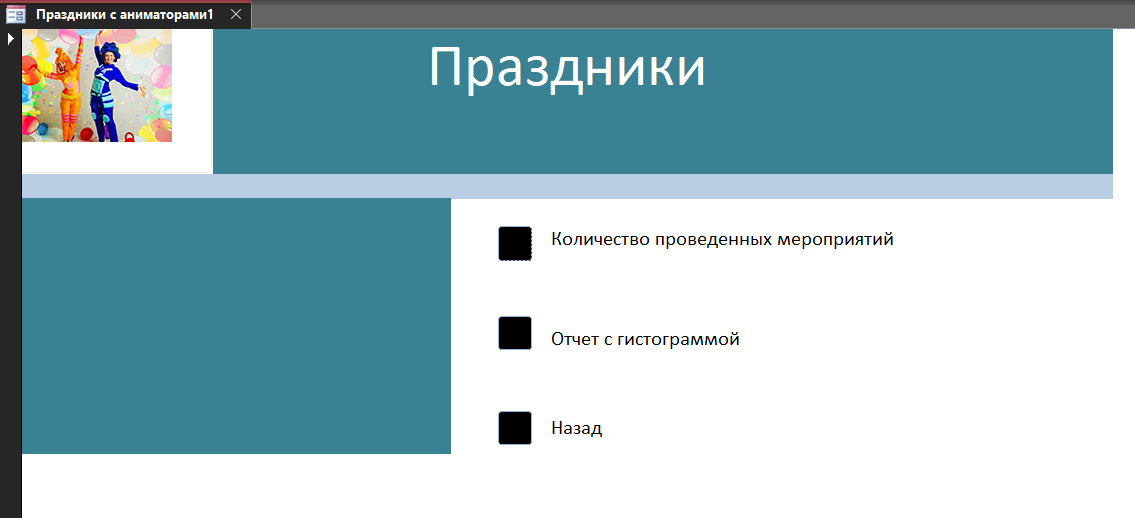 Праздники с аниматорами1
Праздники
Количество проведенных мероприятий
Отчет с гистограммой
Назад